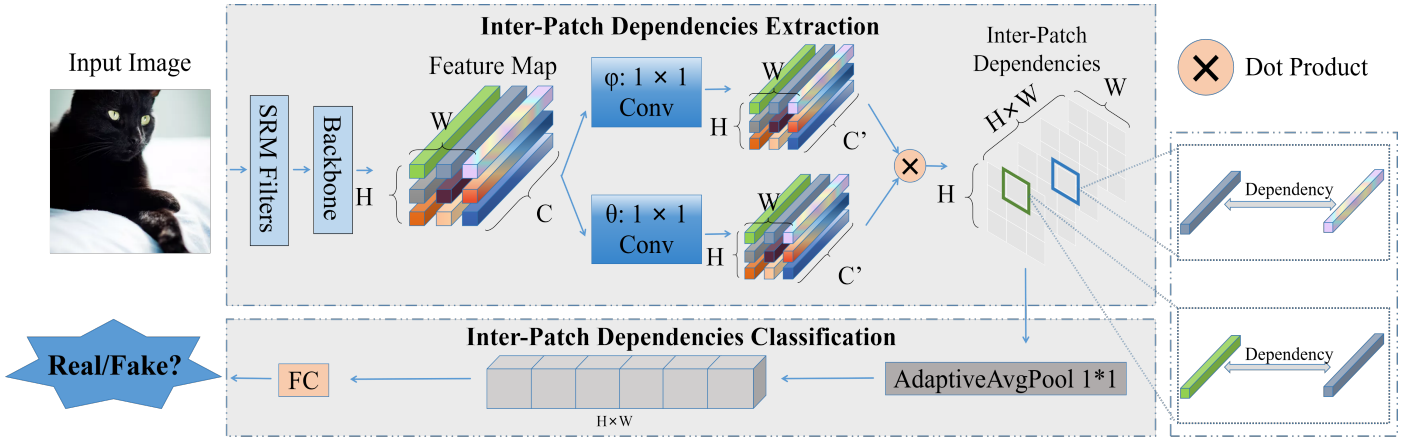 Inter-Patch Dependencies Extraction
Input Image
SRM Filters
Backbone
Feature Map
W
H
C
φ: 1 × 1
Conv
W
H
C’
θ: 1 × 1
Conv
W
H
C’
×
Inter-Patch
Dependencies
H×W
W
H
× Dot Product
Dependency
Dependency
Inter-Patch Dependencies Classification
AdaptiveAvgPool 1*1
H×W
FC
Real/Fake?